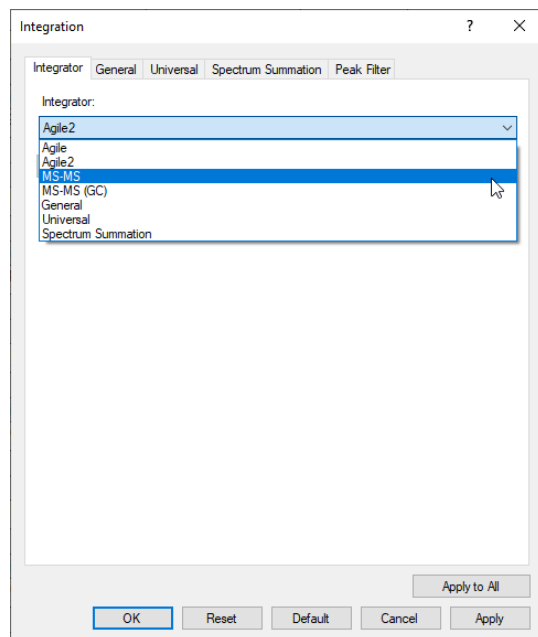 Integration ? ×
Integrator General Universal Spectrum Summation Peak Filter
Integrator:
Agile2
Agile
Agile2
MS-MS
MS-MS (GC)
General
Universal
Spectrum Summation
Apply to All
OK Reset Default Cancel Apply